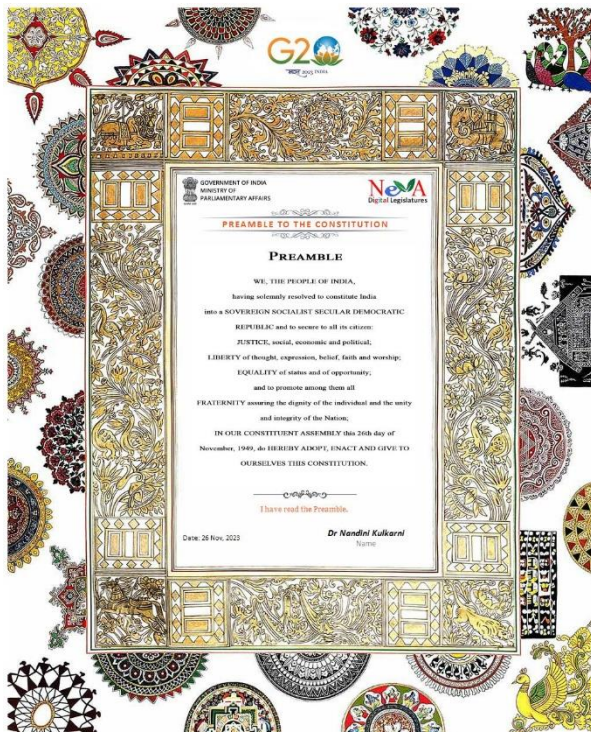 G20
भारत 2023 INDIA
GOVERNMENT OF INDIA
MINISTRY OF
PARLIAMENTARY AFFAIRS
NeVA
Digital Legislatures
PREAMBLE TO THE CONSTITUTION
PREAMBLE
WE, THE PEOPLE OF INDIA,
having solemnly resolved to constitute India
into a SOVEREIGN SOCIALIST SECULAR DEMOCRATIC
REPUBLIC and to secure to all its citizen:
JUSTICE, social, economic and political;
LIBERTY of thought, expression, belief, faith and worship;
EQUALITY of status and of opportunity;
and to promote among them all
FRATERNITY assuring the dignity of the individual and the unity
and integrity of the Nation;
IN OUR CONSTITUENT ASSEMBLY this 26th day of
November, 1949, do HEREBY ADOPT, ENACT AND GIVE TO
OURSELVES THIS CONSTITUTION.
I have read the Preamble.
Date: 26 Nov, 2023
Dr Nandini Kulkarni
Name